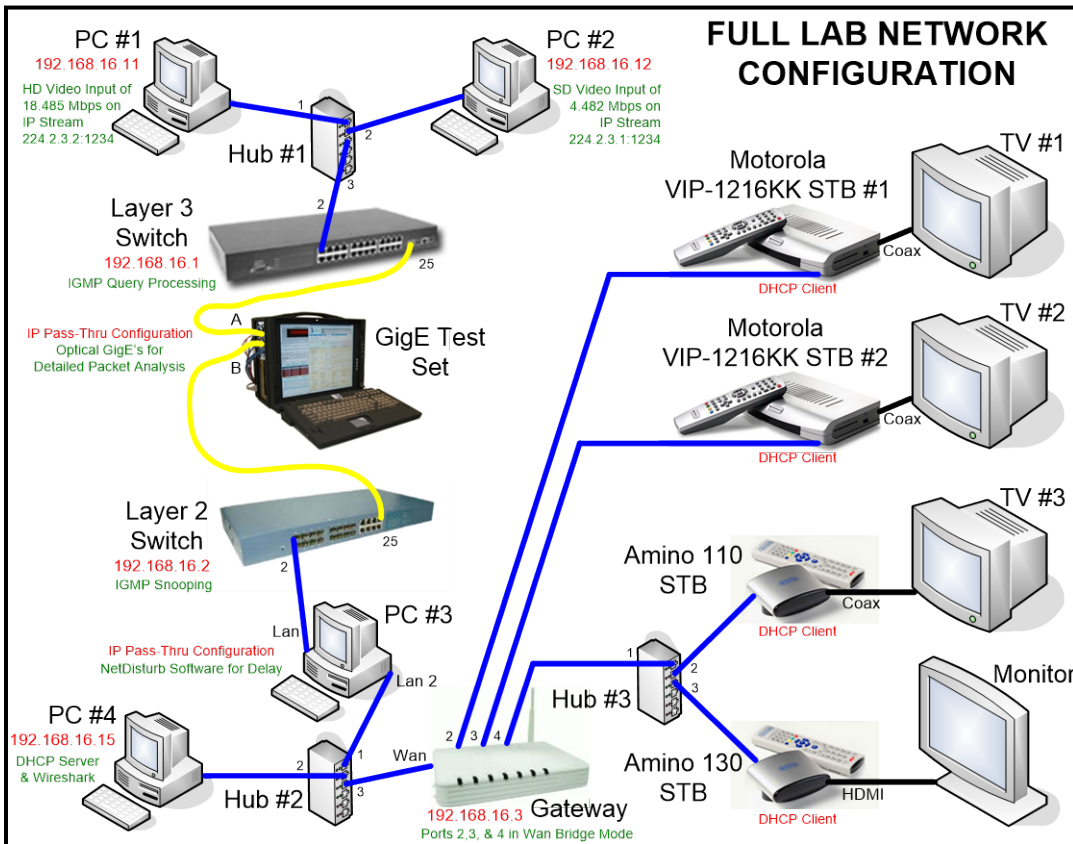 FULL LAB NETWORK
CONFIGURATION
PC #1
192.168.16.11
HD Video Input of
18.485 Mbps on
IP Stream
224.2.3.2:1234
PC #2
192.168.16.12
SD Video Input of
4.482 Mbps on
IP Stream
224.2.3.1:1234
1
2
3
Hub #1
Layer 3
Switch
192.168.16.1
IGMP Query Processing
2
25
IP Pass-Thru Configuration
Optical GigE's for
Detailed Packet Analysis
A
B
GigE Test
Set
Layer 2
Switch
192.168.16.2
IGMP Snooping
2
25
Lan
PC #3
IP Pass-Thru Configuration
NetDisturb Software for Delay
Lan 2
PC #4
192.168.16.15
DHCP Server
& Wireshark
2
1
3
Hub #2
Wan
2
3
4
192.168.16.3
Gateway
Ports 2,3, & 4 in Wan Bridge Mode
Motorola
VIP-1216KK STB #1
DHCP Client
Coax
TV #1
Motorola
VIP-1216KK STB #2
DHCP Client
Coax
TV #2
1
2
3
Hub #3
Amino 110
STB
DHCP Client
Coax
TV #3
Amino 130
STB
DHCP Client
HDMI
Monitor